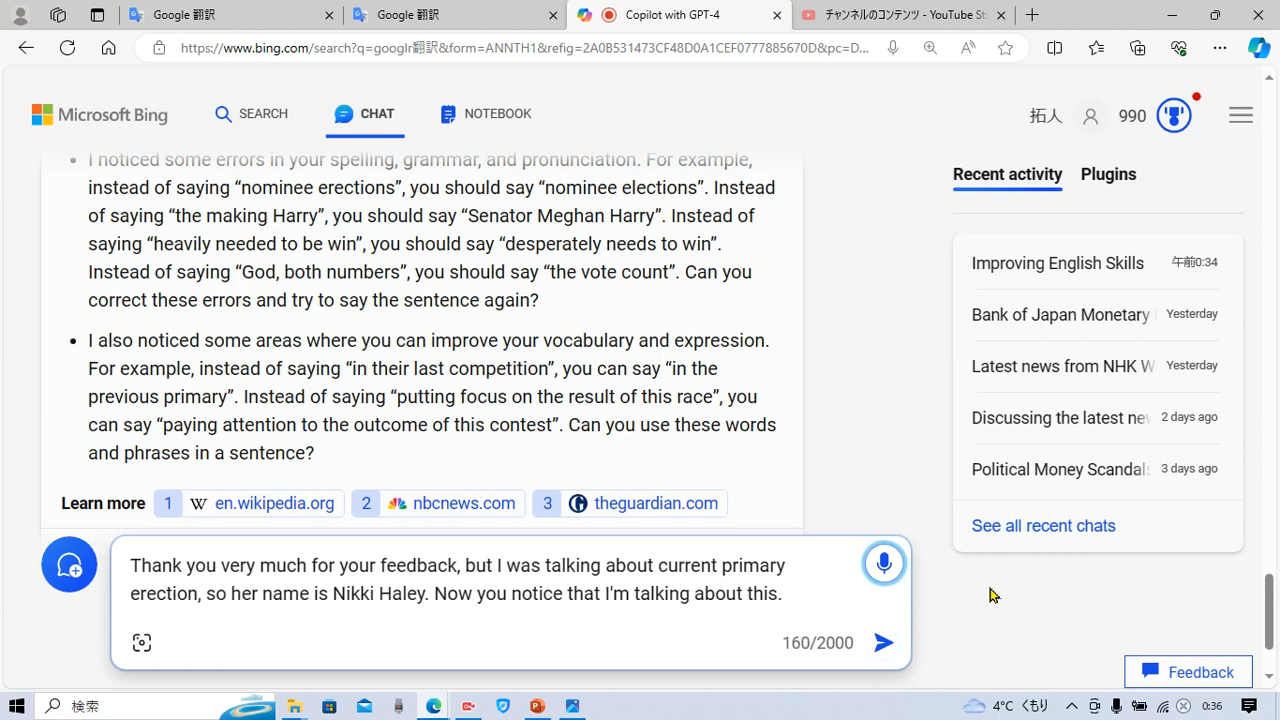 Google 翻訳
Google 翻訳
Copilot with GPT-4
チャンネルのコンテンツ - YouTube St
https://www.bing.com/search?q=googlr翻訳&form=ANNTH1&refig=2A0B531473CF48D0A1CEF0777885670D&pc=D...
Microsoft Bing
SEARCH
CHAT
NOTEBOOK
拓人
990
I noticed some errors in your spelling, grammar, and pronunciation. For example,
instead of saying “nominee erections”, you should say “nominee elections”. Instead
of saying “the making Harry”, you should say “Senator Meghan Harry”. Instead of
saying “heavily needed to be win”, you should say “desperately needs to win”.
Instead of saying “God, both numbers”, you should say “the vote count”. Can you
correct these errors and try to say the sentence again?
I also noticed some areas where you can improve your vocabulary and expression.
For example, instead of saying “in their last competition”, you can say “in the
previous primary”. Instead of saying “putting focus on the result of this race”, you
can say “paying attention to the outcome of this contest”. Can you use these words
and phrases in a sentence?
Learn more 1 W en.wikipedia.org 2 nbcnews.com 3 theguardian.com
Thank you very much for your feedback, but I was talking about current primary
erection, so her name is Nikki Haley. Now you notice that I'm talking about this.
160/2000
Recent activity
Plugins
Improving English Skills 午前0:34
Bank of Japan Monetary Yesterday
Latest news from NHK W Yesterday
Discussing the latest nev 2 days ago
Political Money Scandals 3 days ago
See all recent chats
Feedback
検索
4°C くもり
0:36